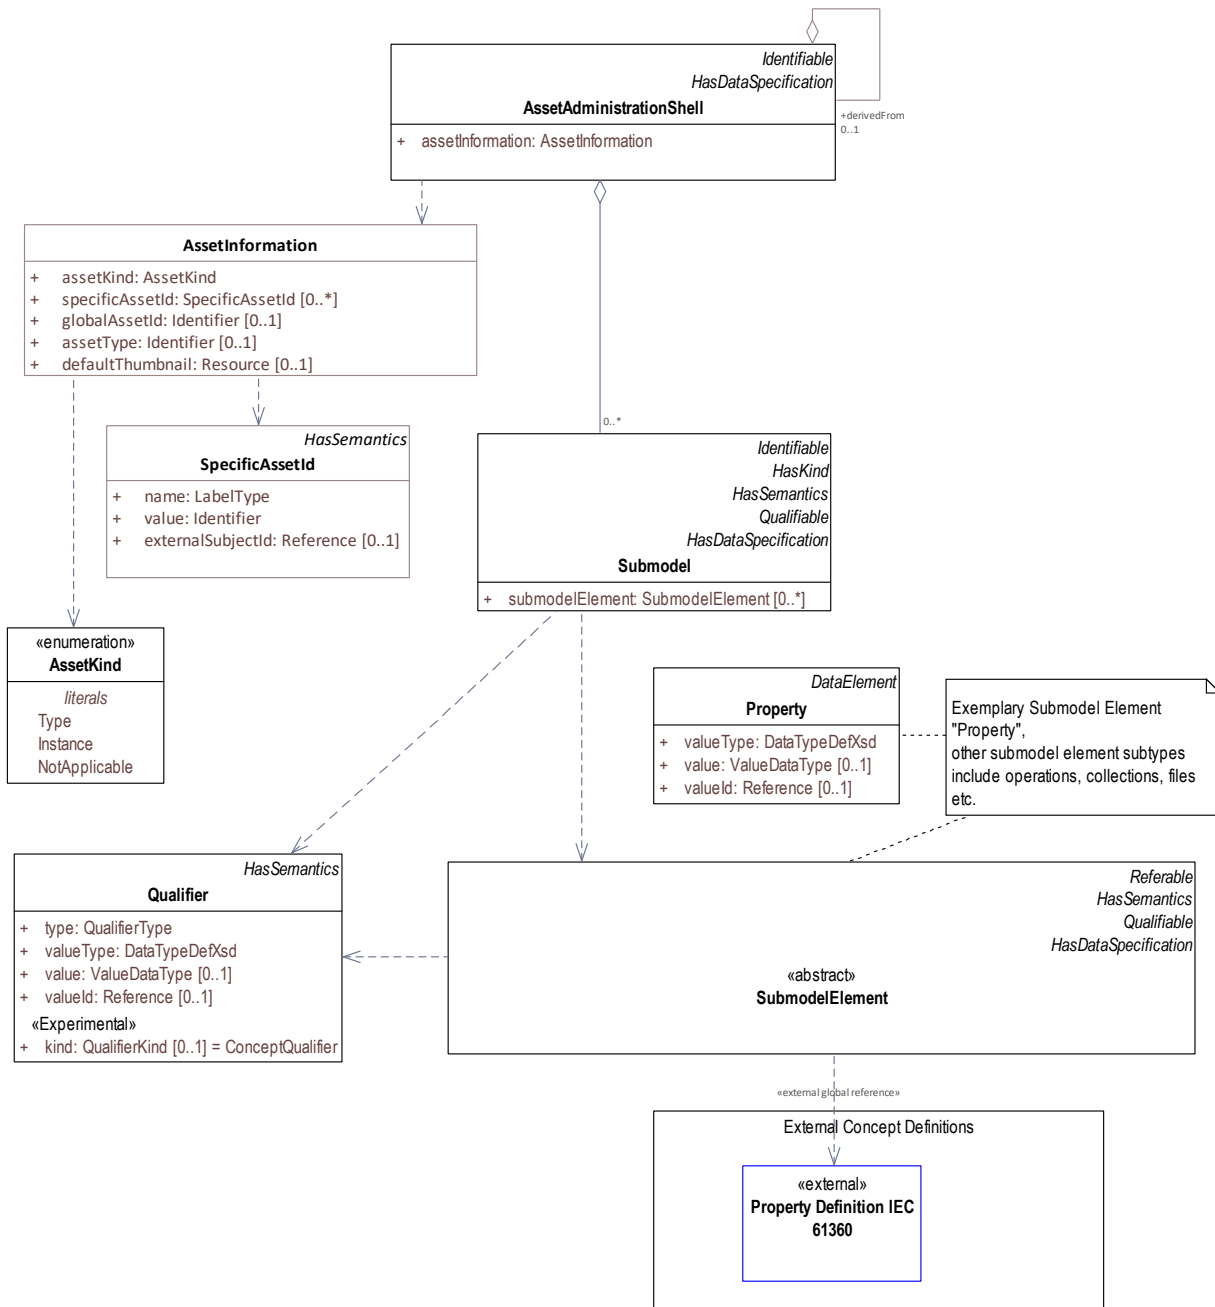 Identifiable
HasDataSpecification
AssetAdministrationShell
+ assetInformation: AssetInformation
+derivedFrom
0..1
AssetInformation
+ assetKind: AssetKind
+ specificAssetId: SpecificAssetId [0..*]
+ globalAssetId: Identifier [0..1]
+ assetType: Identifier [0..1]
+ defaultThumbnail: Resource [0..1]
0..*
HasSemantics
SpecificAssetId
+ name: LabelType
+ value: Identifier
+ externalSubjectId: Reference [0..1]
Identifiable
HasKind
HasSemantics
Qualifiable
HasDataSpecification
Submodel
+ submodelElement: SubmodelElement [0..*]
«enumeration»
AssetKind
literals
Type
Instance
NotApplicable
DataElement
Property
+ valueType: DataTypeDefXsd
+ value: ValueDataType [0..1]
+ valueId: Reference [0..1]
Exemplary Submodel Element
"Property",
other submodel element subtypes
include operations, collections, files
etc.
HasSemantics
Qualifier
+ type: QualifierType
+ valueType: DataTypeDefXsd
+ value: ValueDataType [0..1]
+ valueId: Reference [0..1]
«Experimental»
+ kind: QualifierKind [0..1] = ConceptQualifier
Referable
HasSemantics
Qualifiable
HasDataSpecification
«abstract»
SubmodelElement
«external global reference»
External Concept Definitions
«external»
Property Definition IEC
61360